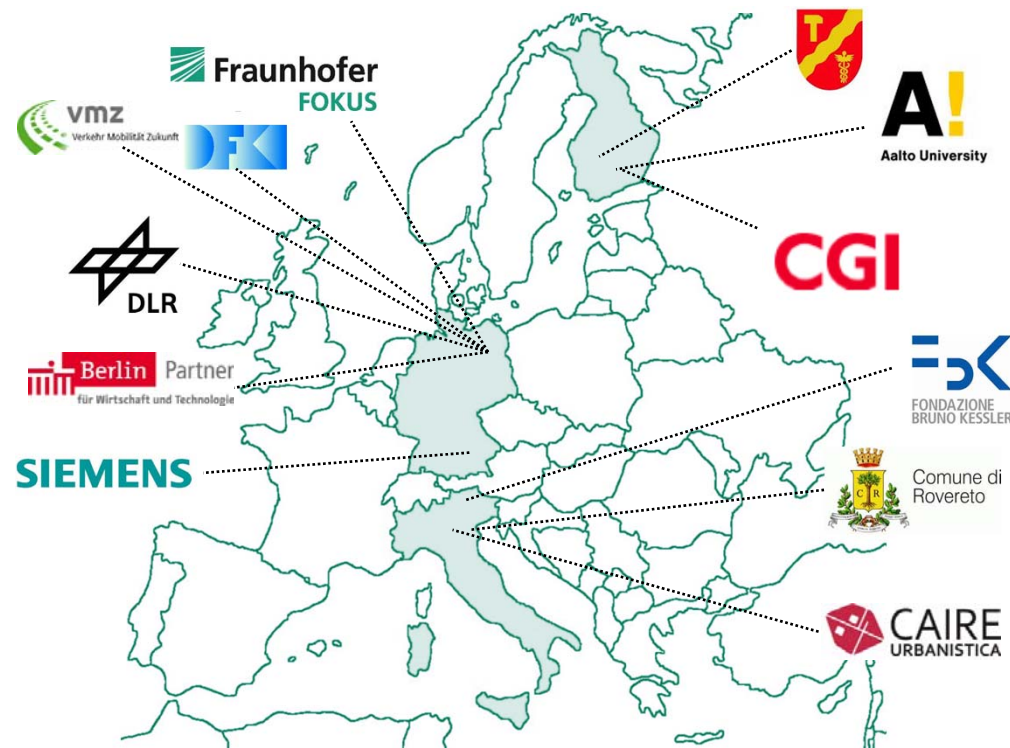 Fraunhofer
FOKUS
vmz
Verkehr Mobilität Zukunft
DFKI
A!
Aalto University
CGI
DLR
Berlin Partner
für Wirtschaft und Technologie
FBK
FONDAZIONE
BRUNO KESSLER
SIEMENS
C R
Comune di
Rovereto
CAIRE
URBANISTICA